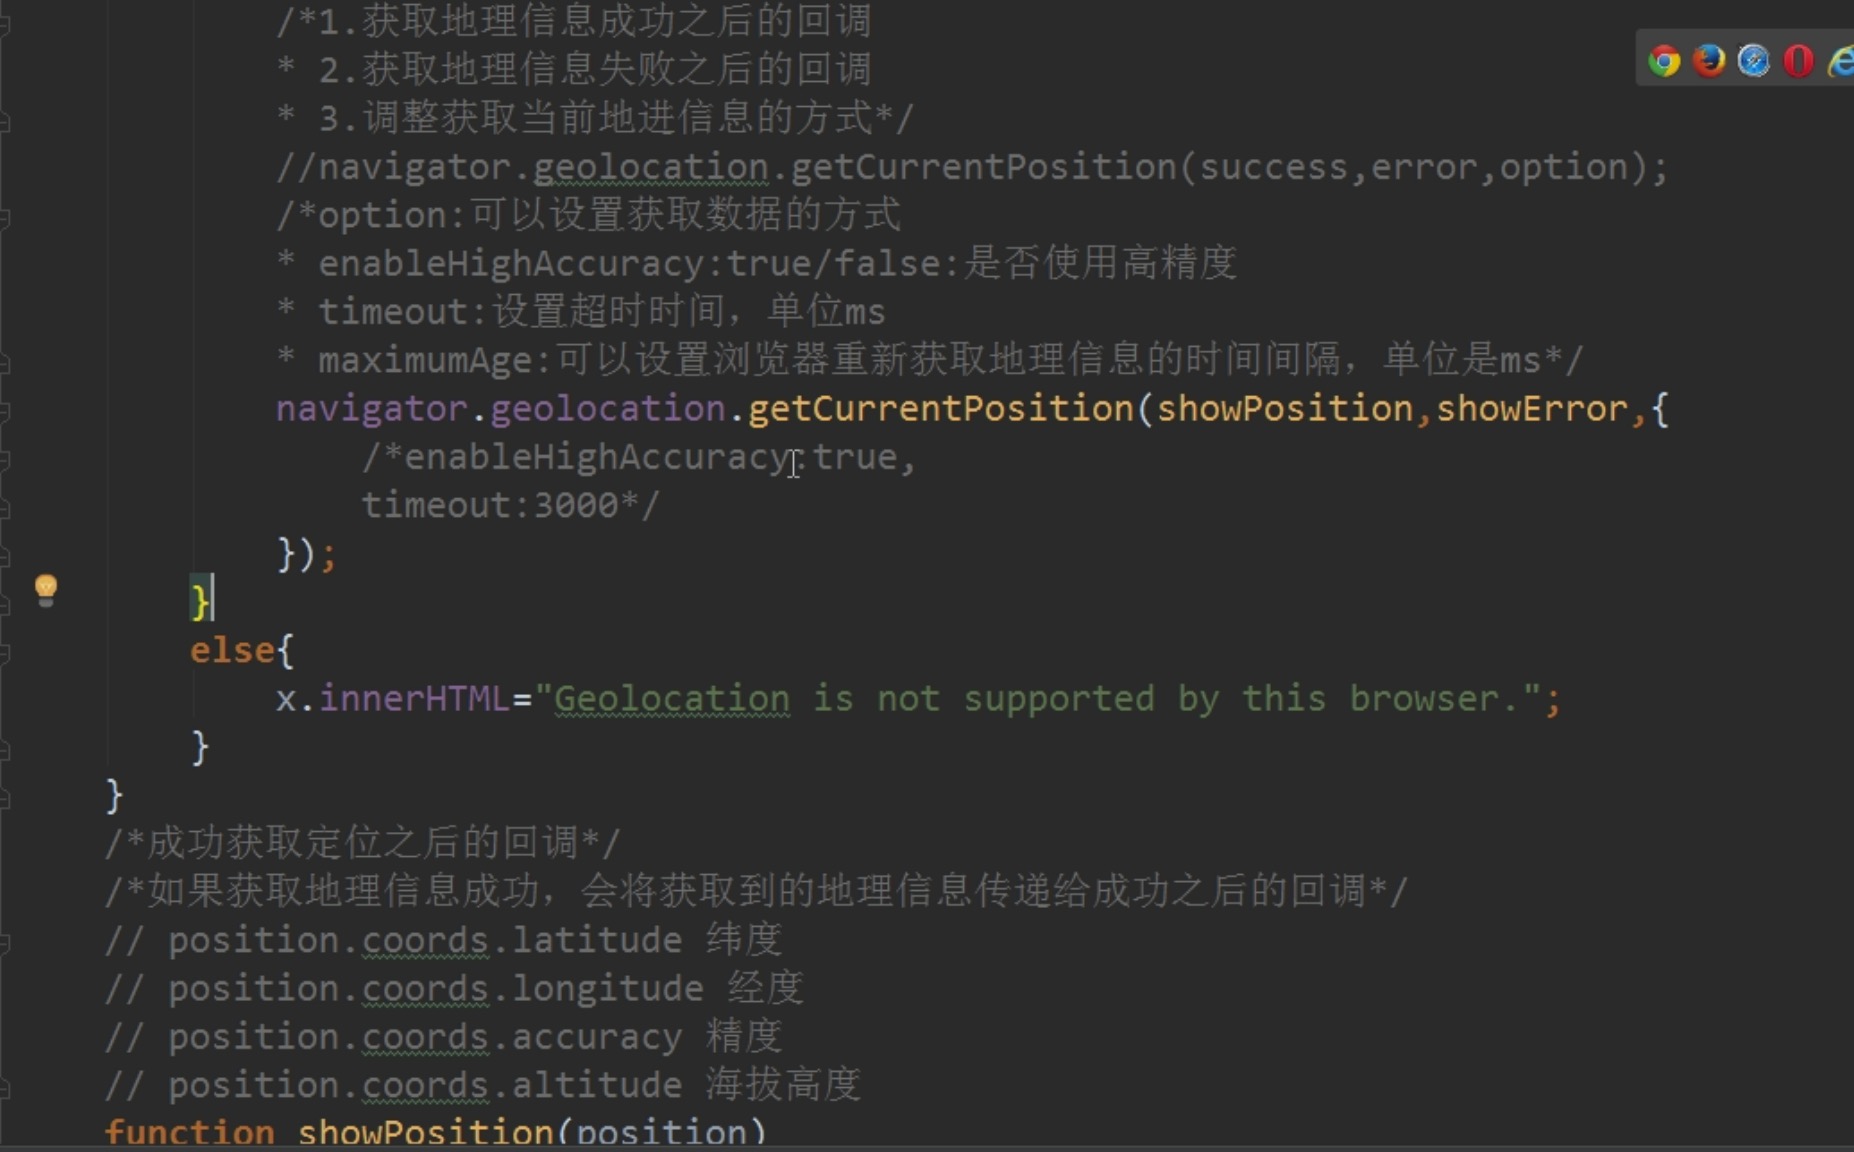 /*1.获取地理信息成功之后的回调
* 2.获取地理信息失败之后的回调
* 3.调整获取当前地进信息的方式*/
//navigator.geolocation.getCurrentPosition(success,error,option);
/*option:可以设置获取数据的方式
* enableHighAccuracy:true/false:是否使用高精度
* timeout:设置超时时间，单位ms
* maximumAge:可以设置浏览器重新获取地理信息的时间间隔，单位是ms*/
navigator.geolocation.getCurrentPosition(showPosition,showError,{
/*enableHighAccuracy:true,
timeout:3000*/
});
}
else{
x.innerHTML="Geolocation is not supported by this browser.";
}
}
/*成功获取定位之后的回调*/
/*如果获取地理信息成功，会将获取到的地理信息传递给成功之后的回调*/
// position.coords.latitude 纬度
// position.coords.longitude 经度
// position.coords.accuracy 精度
// position.coords.altitude 海拔高度
function showPosition(position)